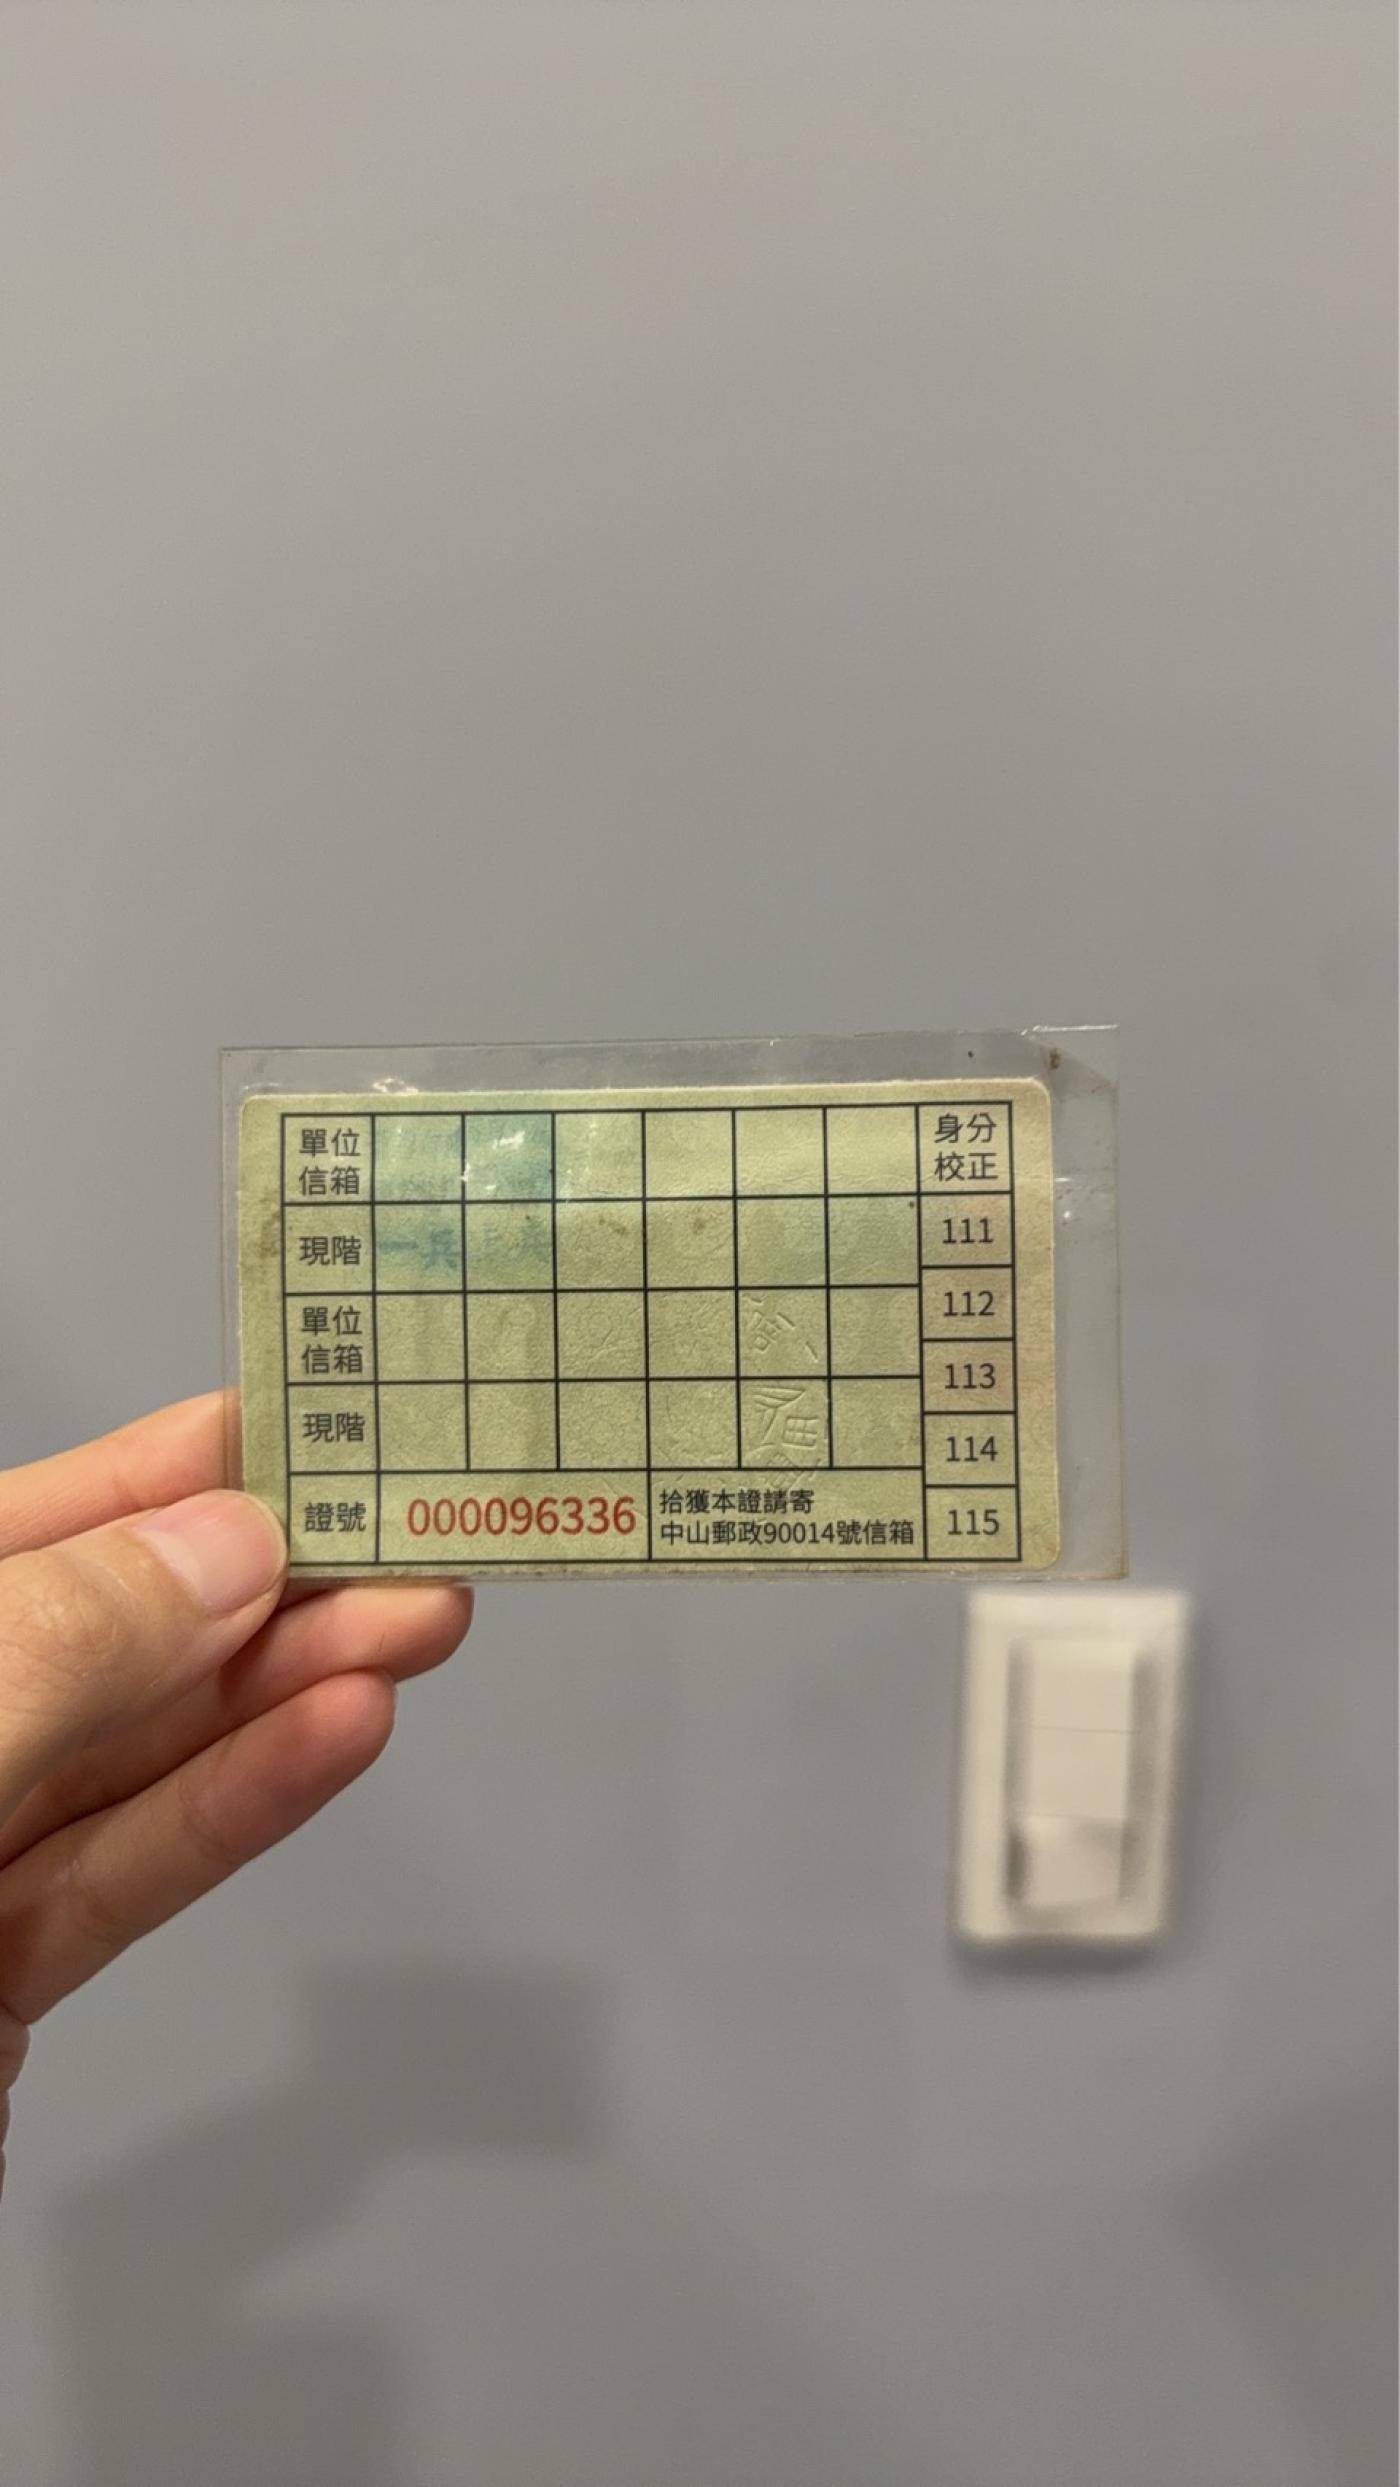 單位
信箱
身分
校正
現階
一兵
111
112
單位
信箱
113
現階
114
證號
000096336
拾獲本證請寄
中山郵政90014號信箱
115